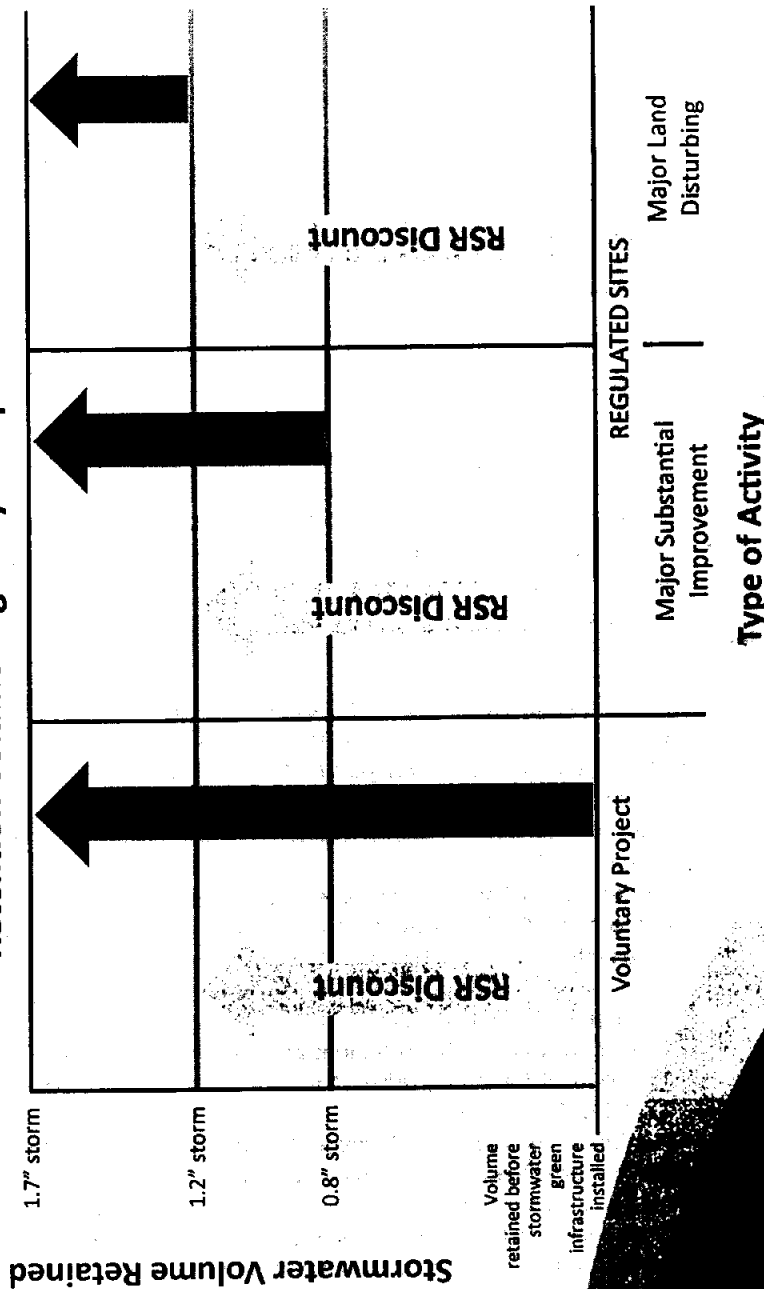 Stormwater Volume Retained
1.7" storm
1.2" storm
0.8" storm
Volume
retained before
stormwater
green
infrastructure
installed
RSR Discount
RSR Discount
RSR Discount
Voluntary Project
REGULATED SITES
Major Substantial
Improvement
Major Land
Disturbing
Type of Activity